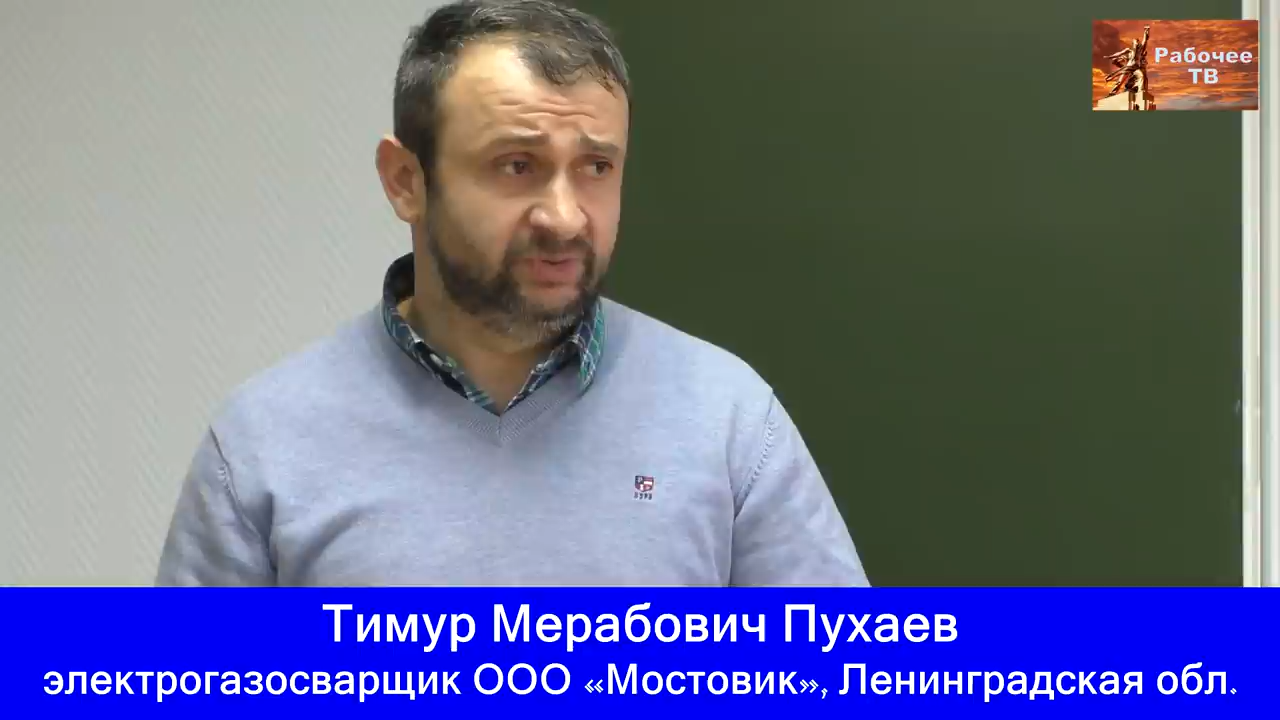 Рабочее
ТВ
Тимур Мерабович Пухаев
электрогазосварщик ООО «Мостовик», Ленинградская обл.